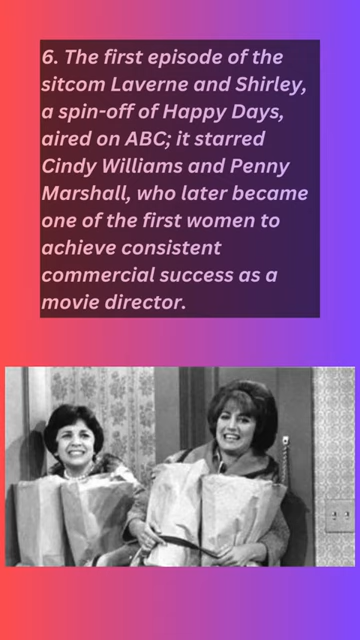 6. The first episode of the
sitcom Laverne and Shirley,
a spin-off of Happy Days,
aired on ABC; it starred
Cindy Williams and Penny
Marshall, who later became
one of the first women to
achieve consistent
commercial success as a
movie director.